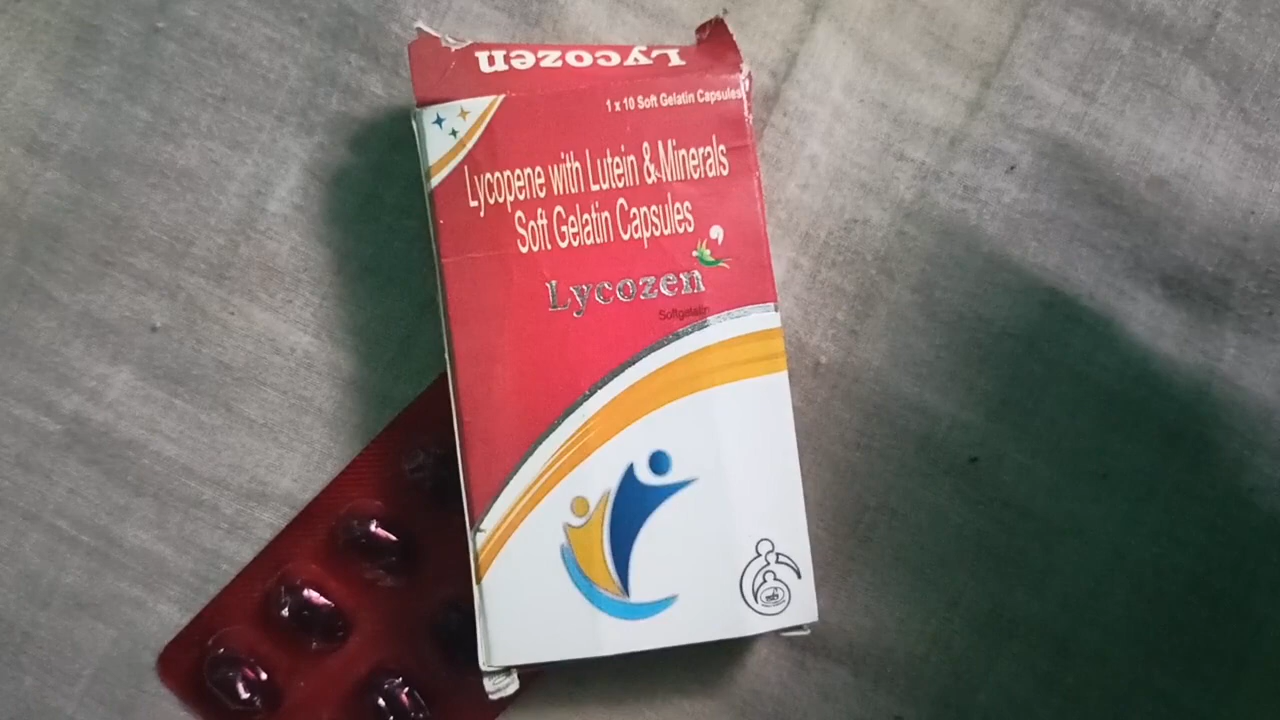 Lycozen
1 x 10 Soft Gelatin Capsules
Lycopene with Lutein & Minerals
Soft Gelatin Capsules
Lycozen
Softgelatin